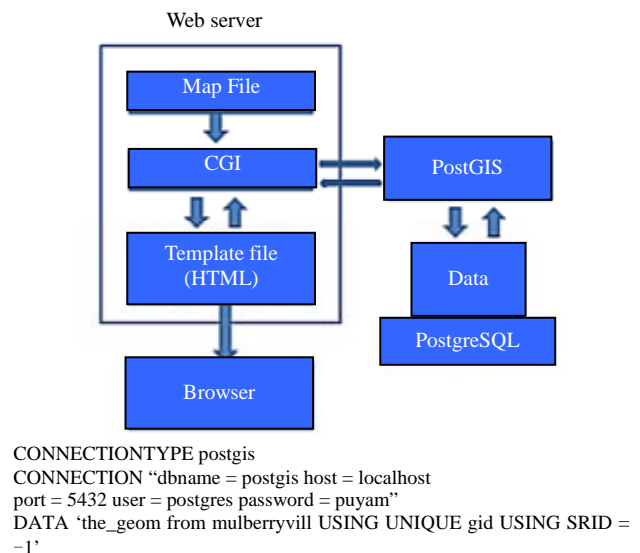 Web server
Map File
CGI
PostGIS
Template file
(HTML)
Data
PostgreSQL
Browser
CONNECTIONTYPE postgis
CONNECTION “dbname = postgis host = localhost
port = 5432 user = postgres password = puyam”
DATA ‘the_geom from mulberryvill USING UNIQUE gid USING SRID =
−1’